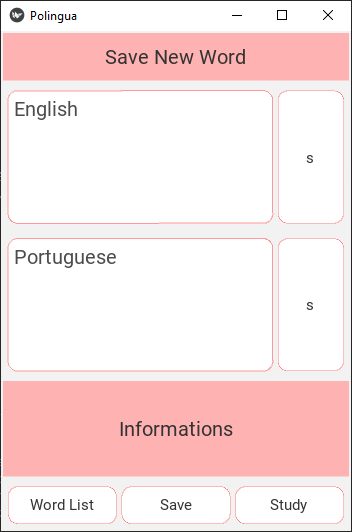 Polingua
Save New Word
English
s
Portuguese
s
Informations
Word List
Save
Study